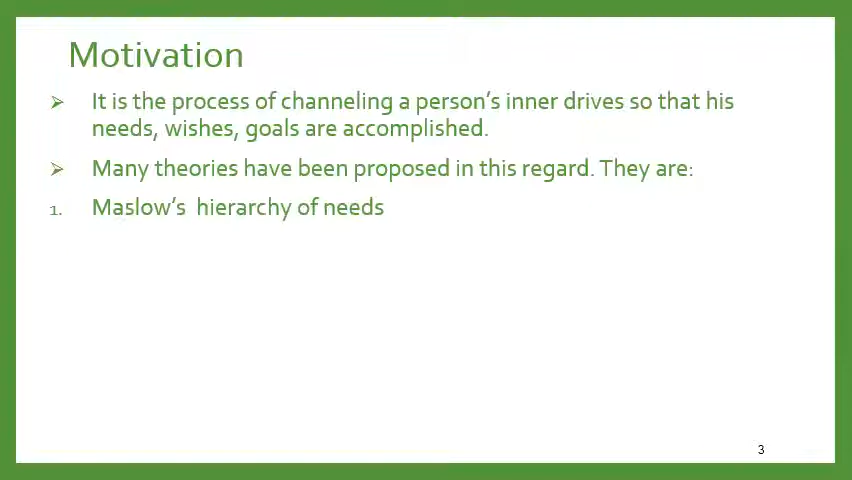 Motivation
➢ It is the process of channeling a person's inner drives so that his
needs, wishes, goals are accomplished.
➢ Many theories have been proposed in this regard. They are:
1. Maslow's  hierarchy of needs
3